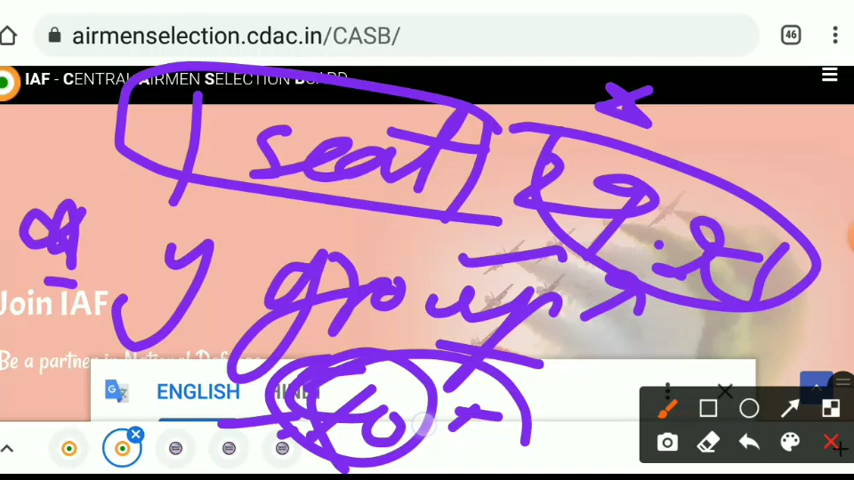 airmenselection.cdac.in/CASB/
46
IAF - CENTRAL AIRMEN SELECTION BOARD
1 seat
y group
Join IAF
Be a partner in National Defence
ENGLISH
HINDI